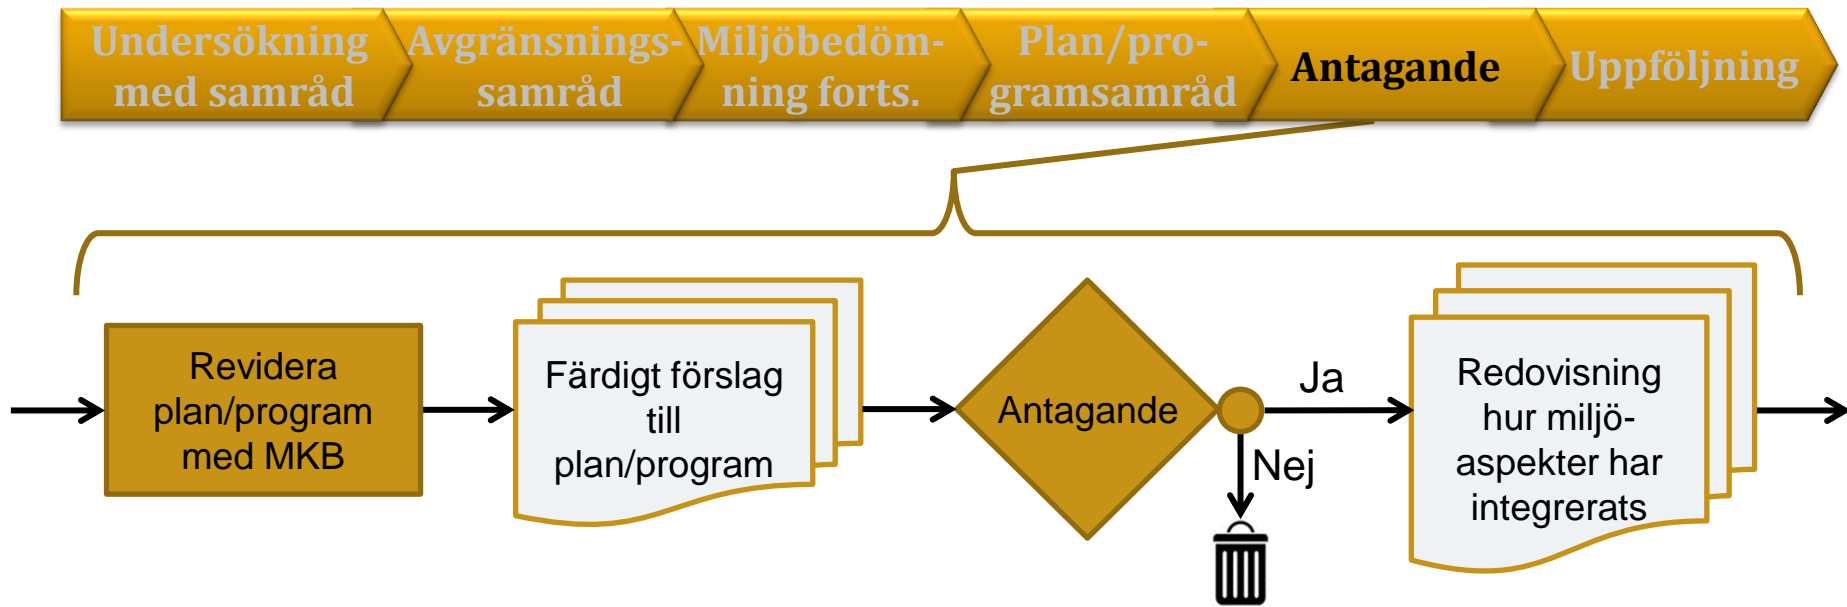 Undersökning
med samråd
Avgränsnings-
samråd
Miljöbedöm-
ning forts.
Plan/pro-
gramsamråd
Antagande
Uppföljning
Revidera
plan/program
med MKB
Färdigt förslag
till
plan/program
Antagande
Ja
Nej
Redovisning
hur miljö-
aspekter har
integrerats